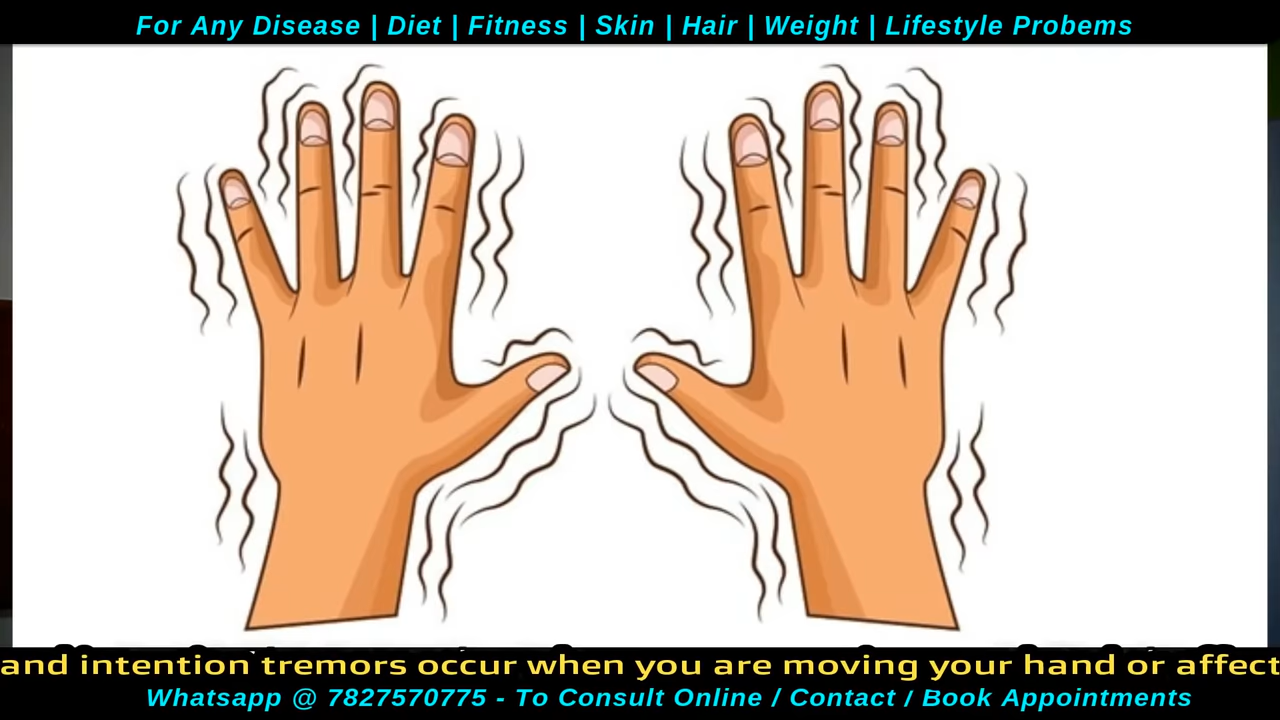 For Any Disease | Diet | Fitness | Skin | Hair | Weight | Lifestyle Probems
and intention tremors occur when you are moving your hand or affect
Whatsapp @ 7827570775 - To Consult Online / Contact / Book Appointments